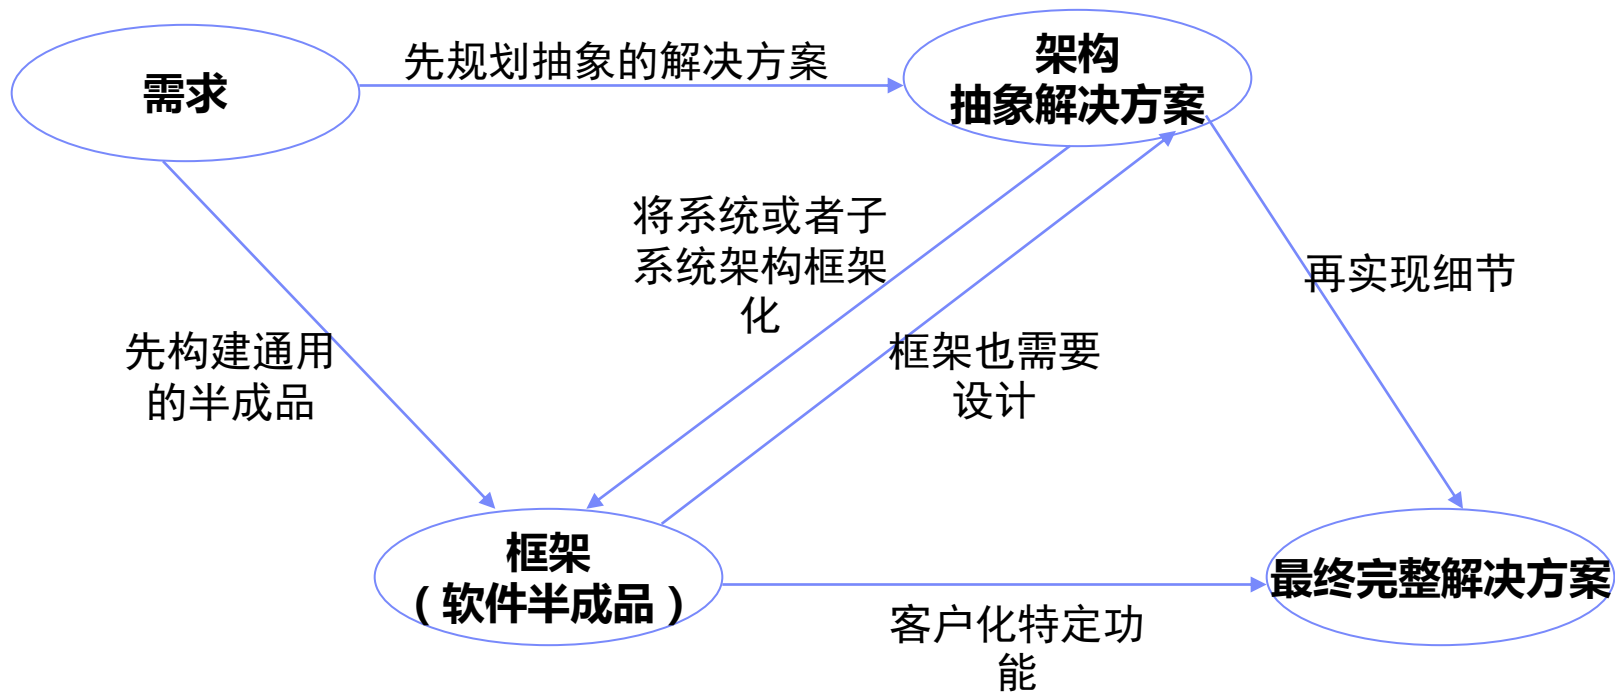 需求
先规划抽象的解决方案
架构
抽象解决方案
将系统或者子
系统架构框架
化
再实现细节
先构建通用
的半成品
框架也需要
设计
框架
（软件半成品）
最终完整解决方案
客户化特定功
能